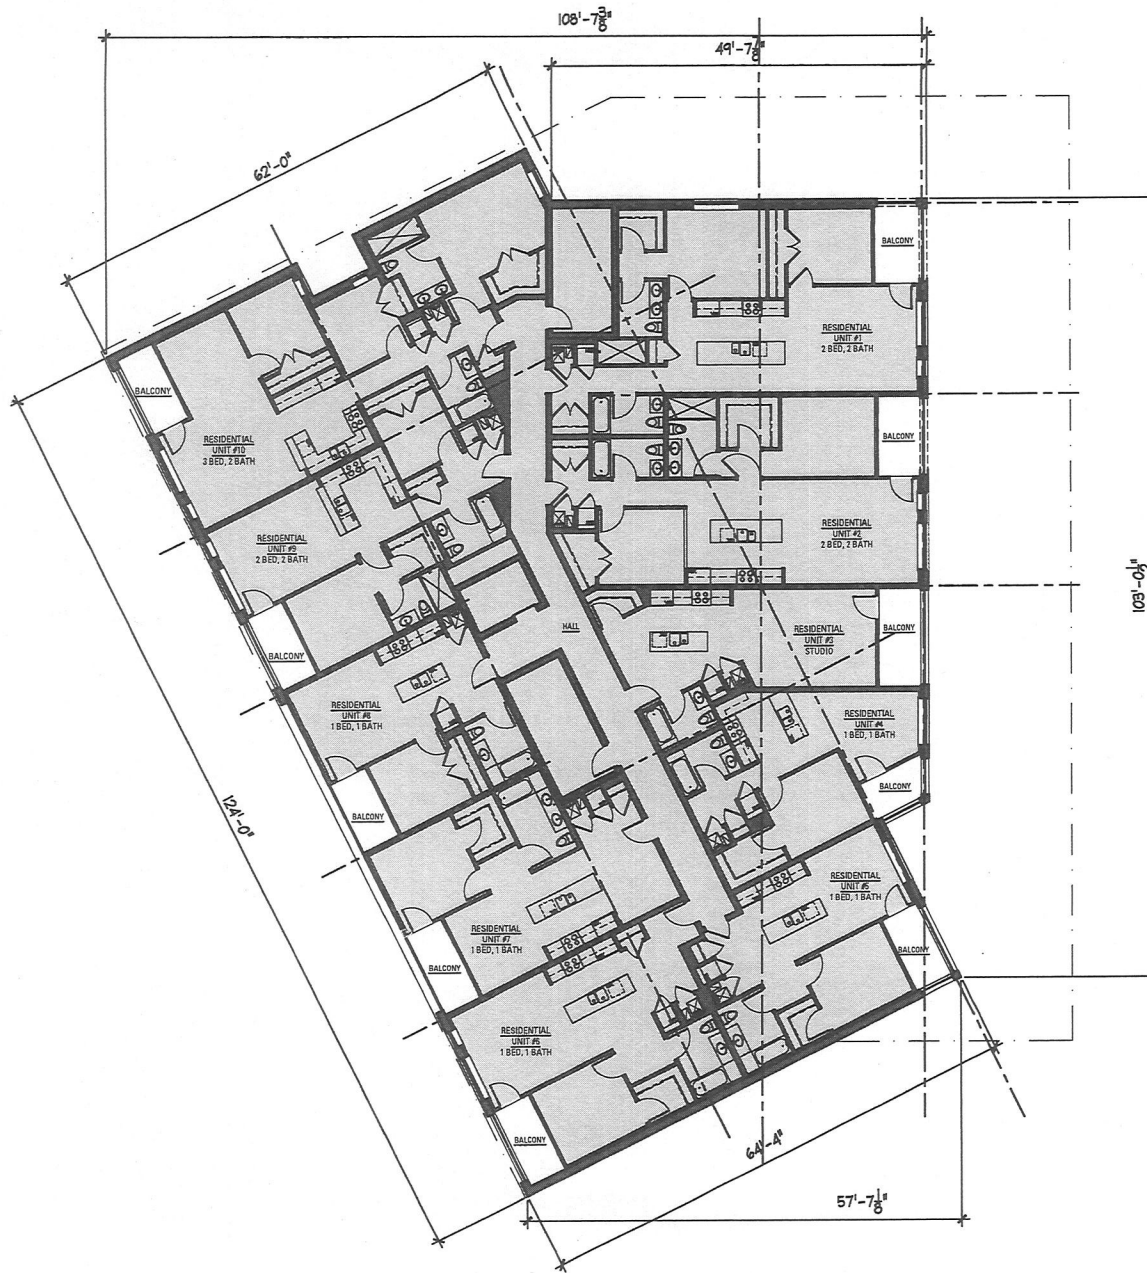 108'-7 3/8"
49'-7 7/8"
62'-0"
BALCONY
RESIDENTIAL
UNIT #1
2 BED, 2 BATH
BALCONY
RESIDENTIAL
UNIT #10
3 BED, 2 BATH
BALCONY
RESIDENTIAL
UNIT #2
2 BED, 2 BATH
RESIDENTIAL
UNIT #9
2 BED, 2 BATH
HALL
RESIDENTIAL
UNIT #3
STUDIO
BALCONY
BALCONY
RESIDENTIAL
UNIT #8
1 BED, 1 BATH
RESIDENTIAL
UNIT #4
1 BED, 1 BATH
BALCONY
BALCONY
124'-0"
RESIDENTIAL
UNIT #5
1 BED, 1 BATH
RESIDENTIAL
UNIT #7
1 BED, 1 BATH
BALCONY
BALCONY
RESIDENTIAL
UNIT #6
1 BED, 1 BATH
BALCONY
64'-4"
57'-7 1/8"